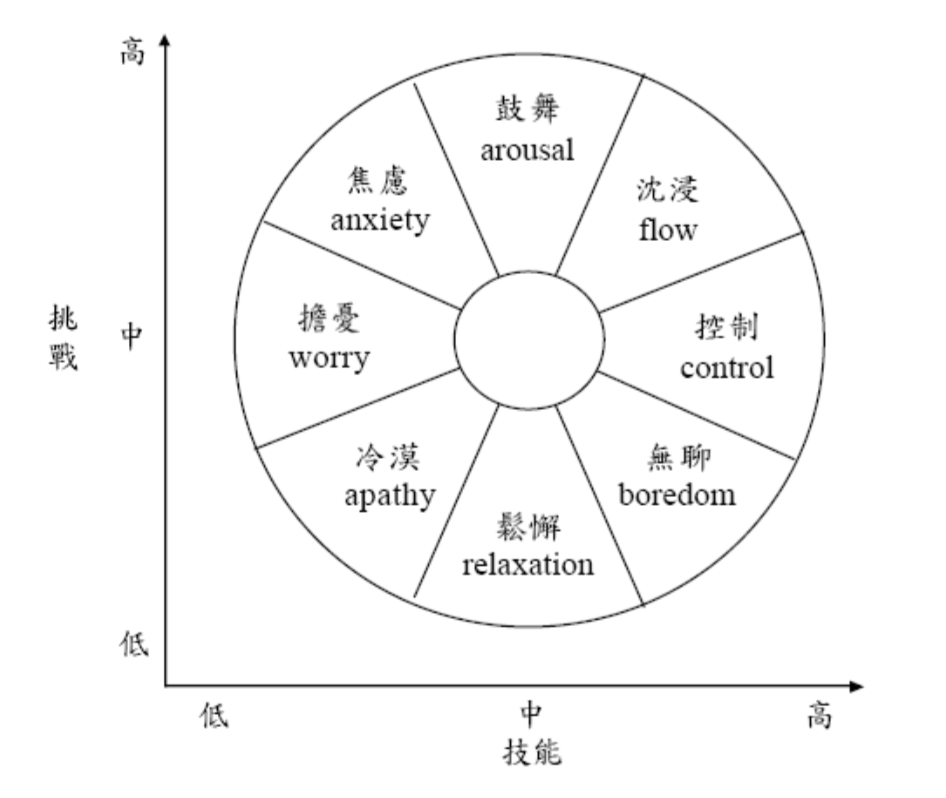 高
鼓舞
arousal
焦慮
anxiety
沈浸
flow
挑
戰
中
擔憂
worry
控制
control
冷漠
apathy
無聊
boredom
鬆懈
relaxation
低
低
中
高
技能